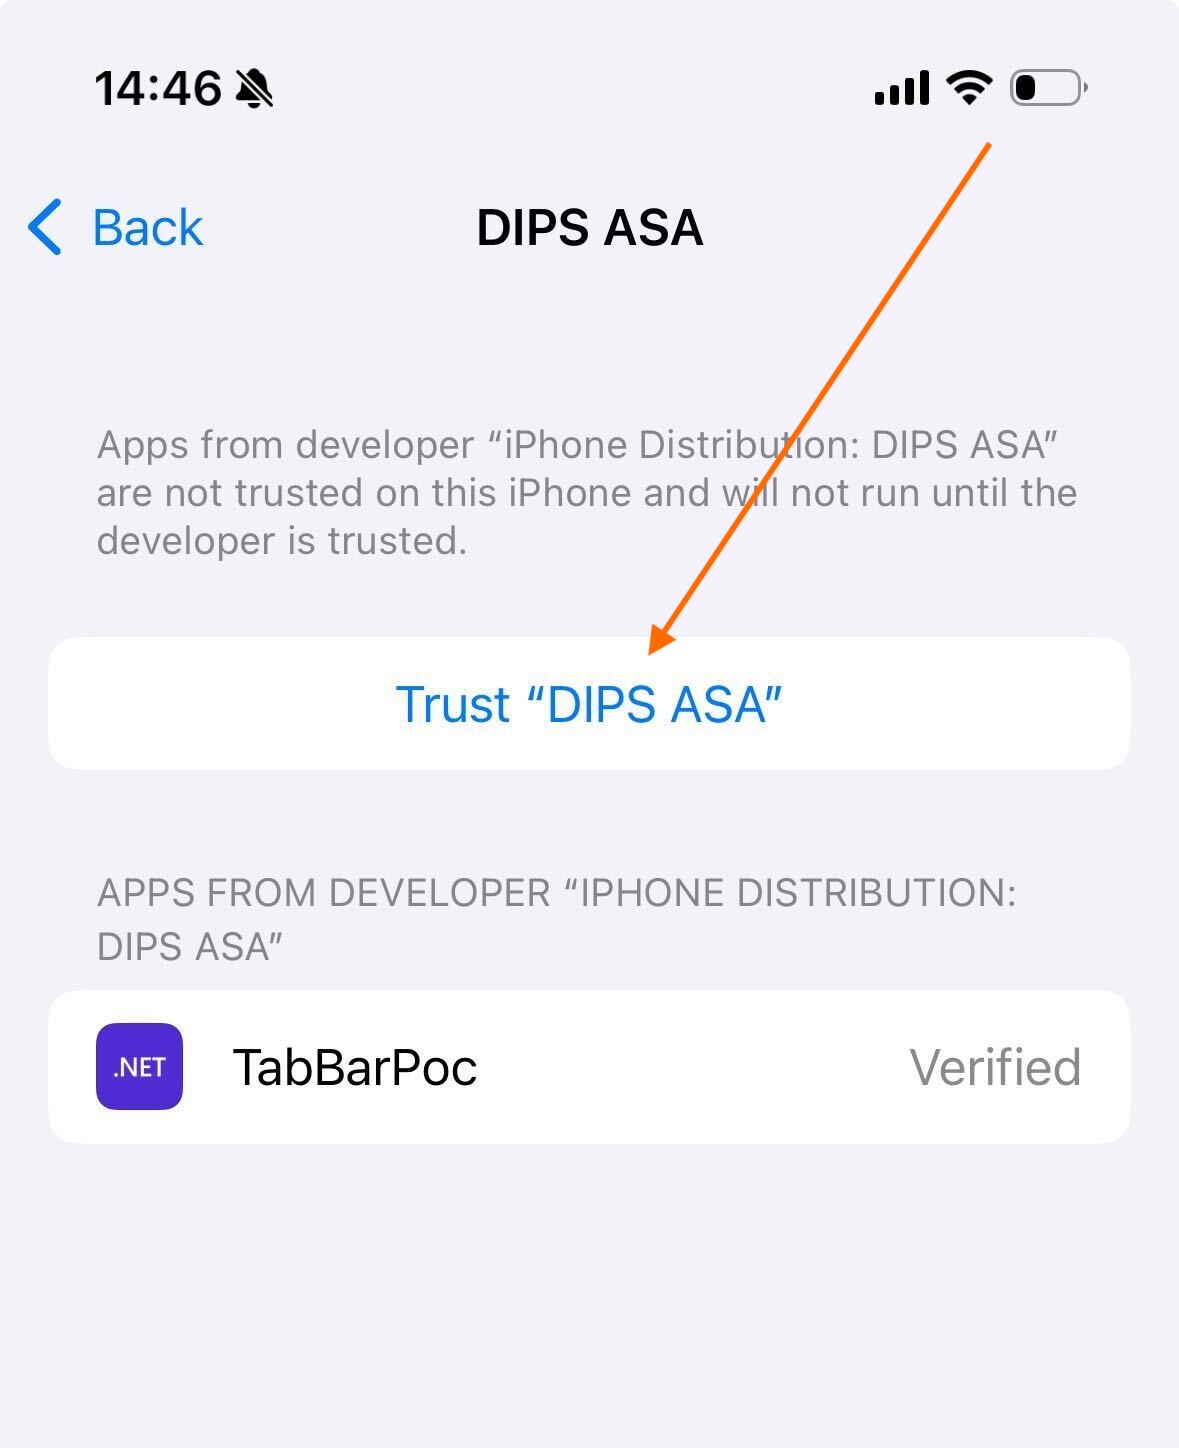 14:46
Back
DIPS ASA
Apps from developer “iPhone Distribution: DIPS ASA”
are not trusted on this iPhone and will not run until the
developer is trusted.
Trust “DIPS ASA”
APPS FROM DEVELOPER “IPHONE DISTRIBUTION:
DIPS ASA”
.NET
TabBarPoc
Verified